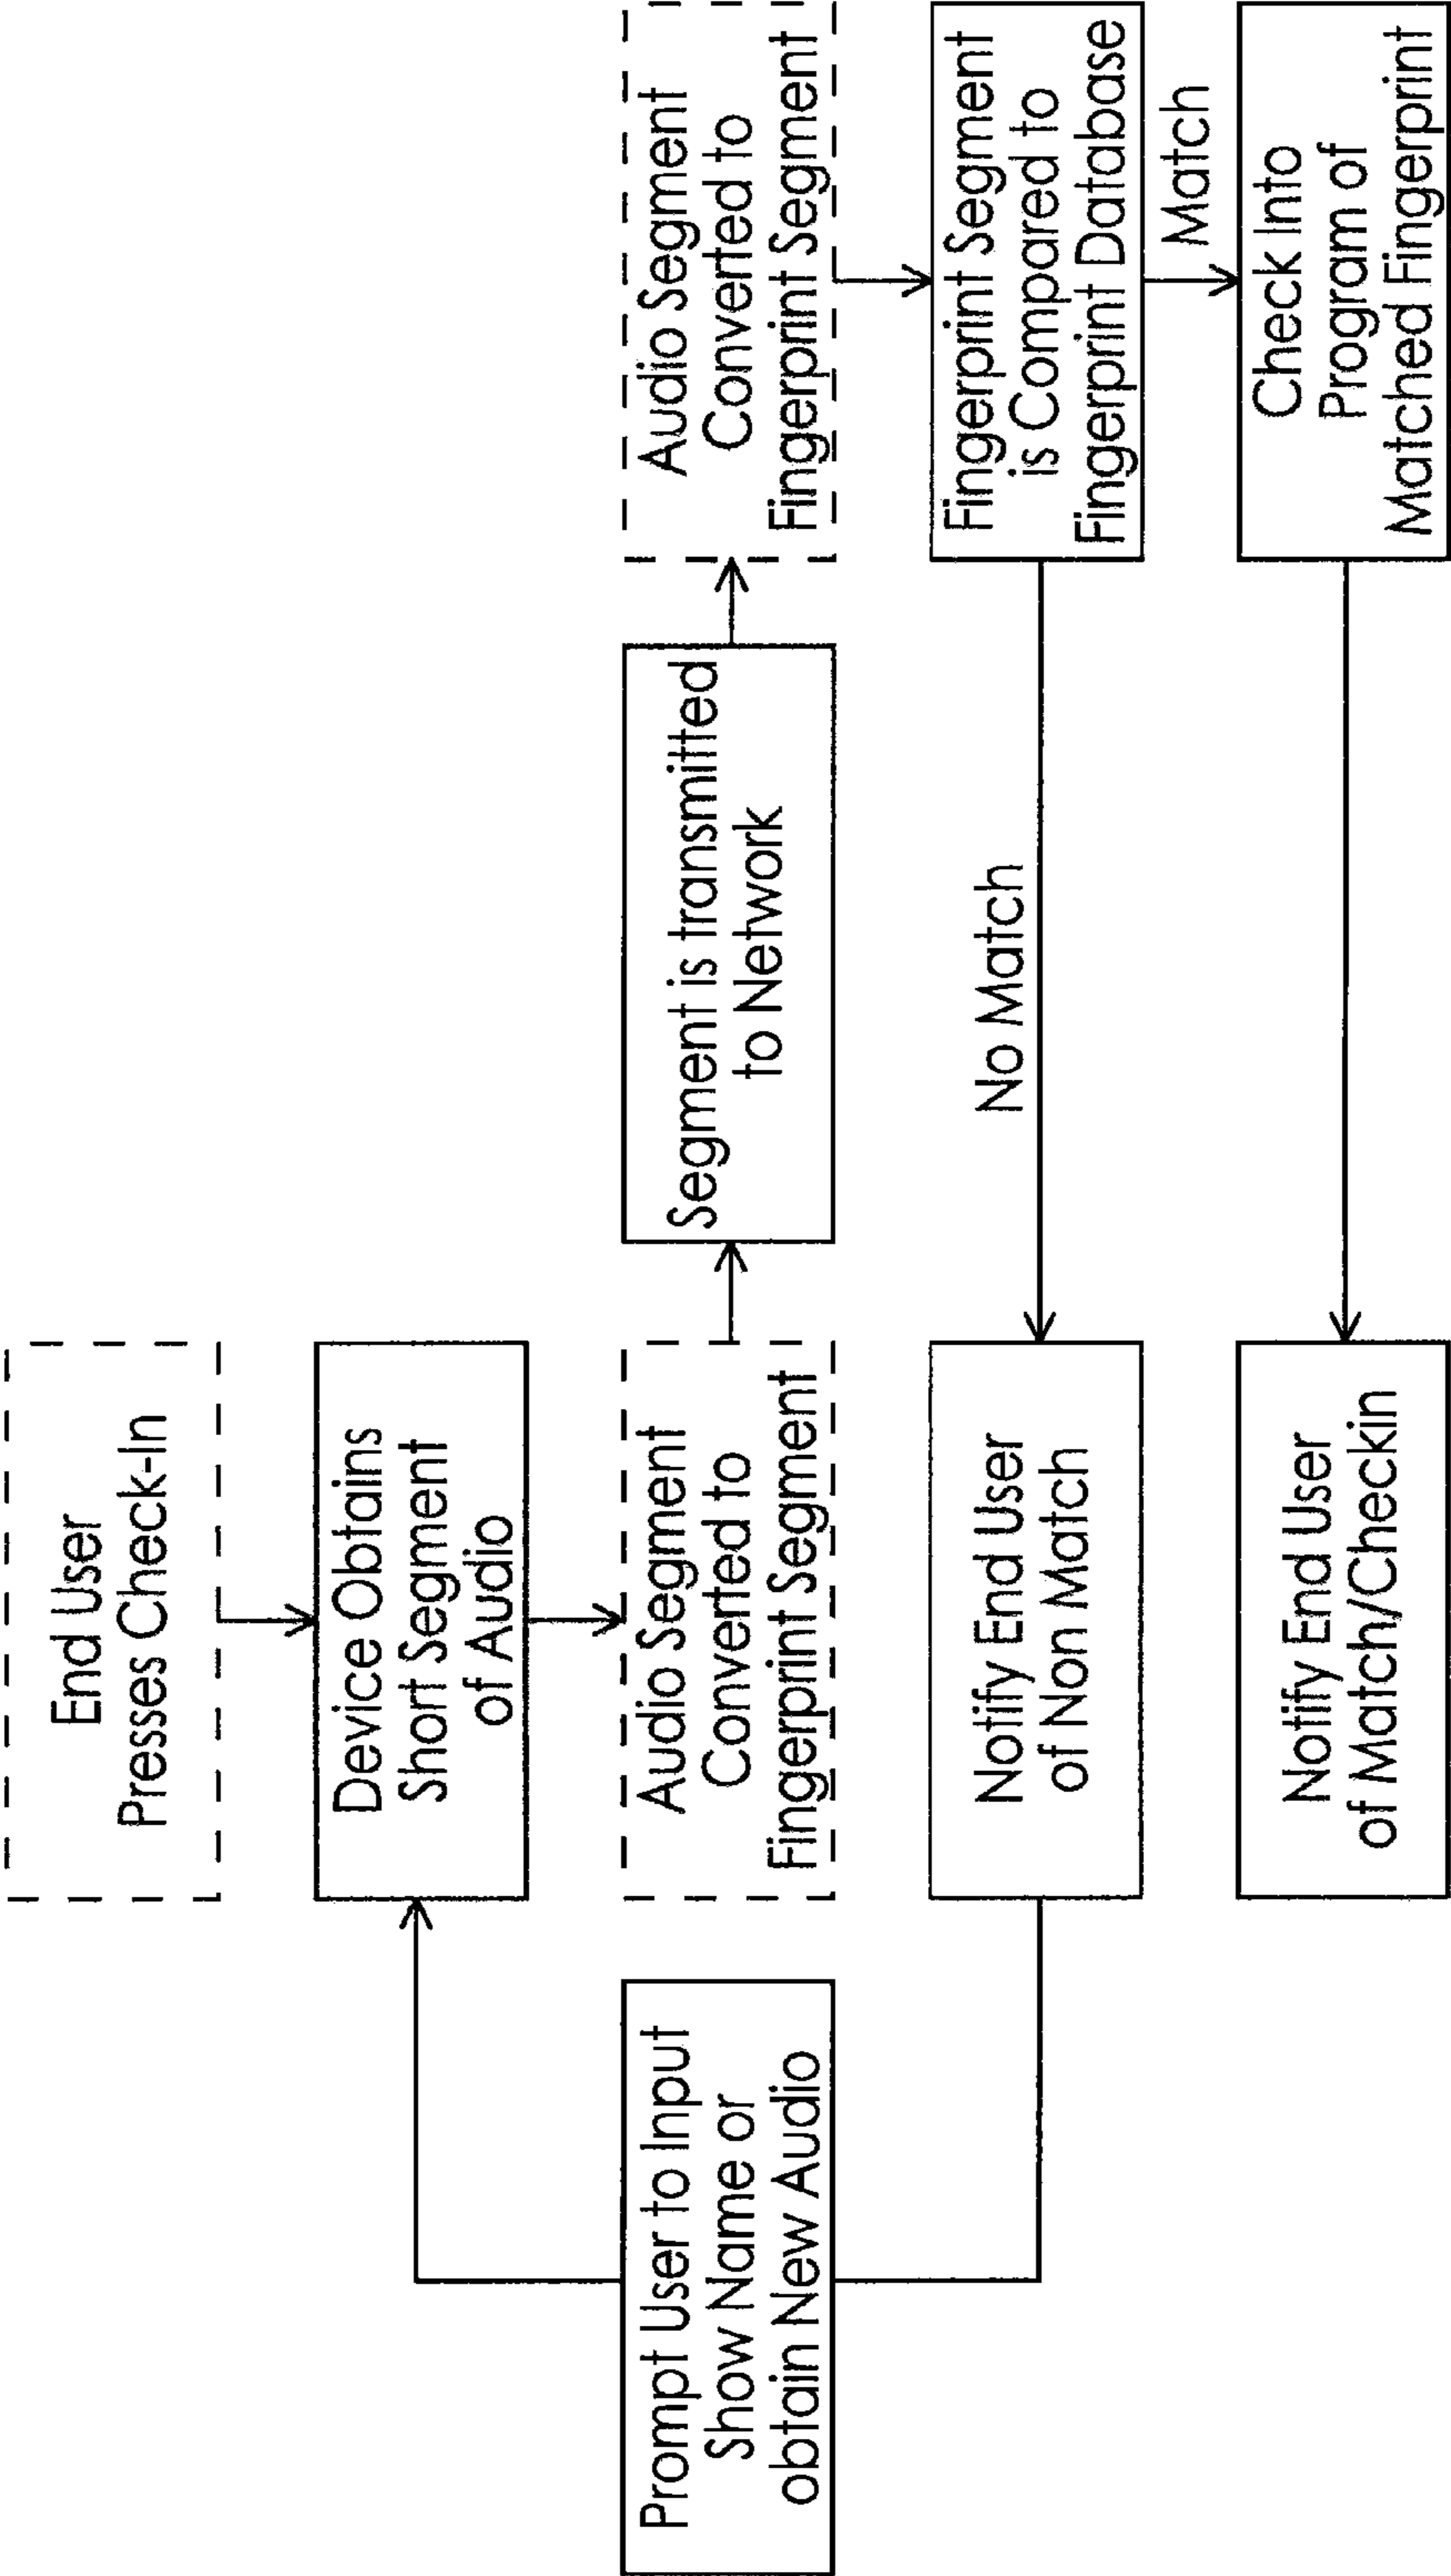 End User
Presses Check-In
Device Obtains
Short Segment
of Audio
Prompt User to Input
Show Name or
obtain New Audio
Audio Segment
Converted to
Fingerprint Segment
Segment is transmitted
to Network
Audio Segment
Converted to
Fingerprint Segment
Notify End User
of Non Match
No Match
Fingerprint Segment
is Compared to
Fingerprint Database
Match
Notify End User
of Match/Checkin
Check Into
Program of
Matched Fingerprint